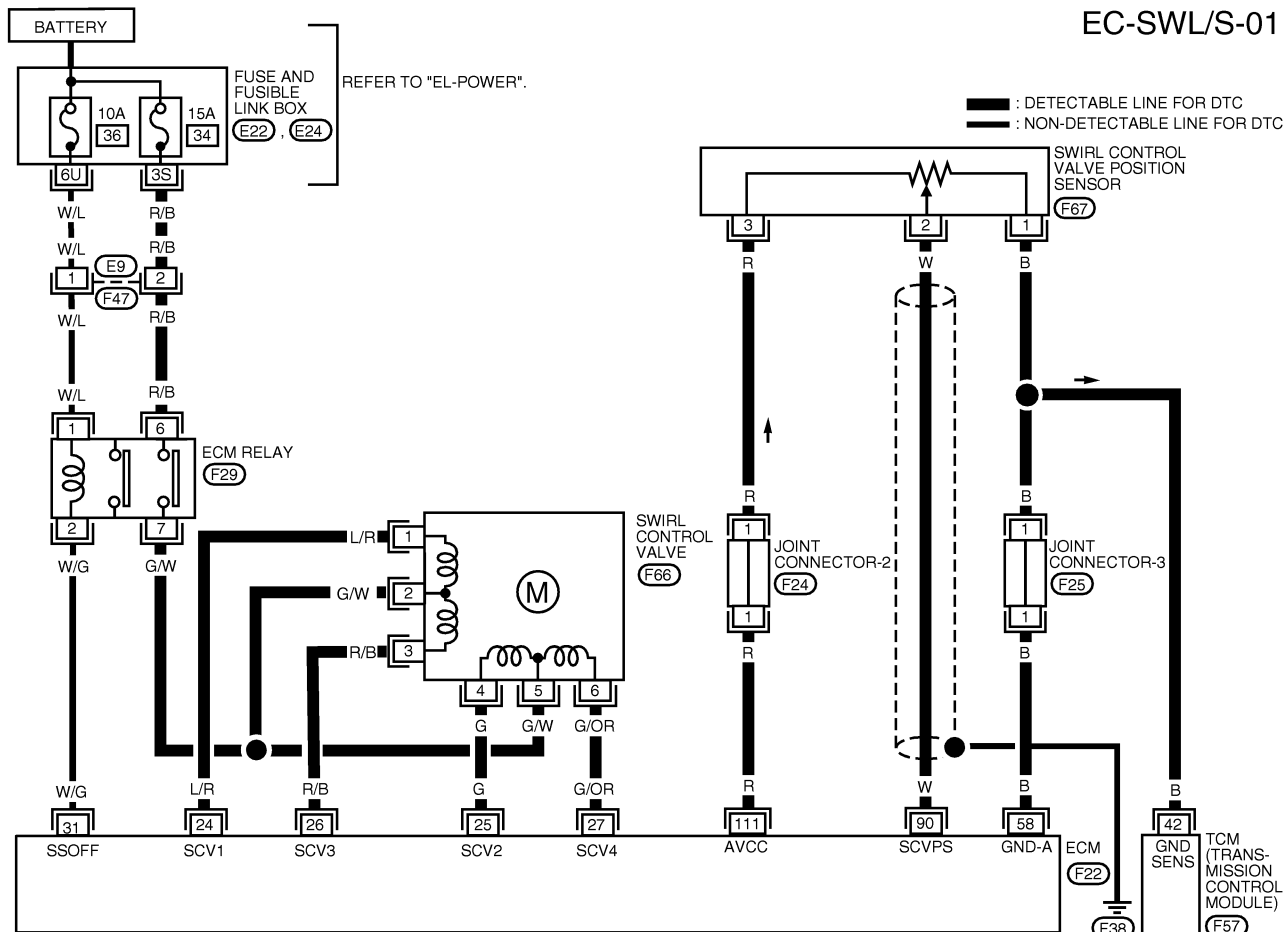 EC-SWL/S-01
BATTERY
FUSE AND
FUSIBLE
LINK BOX
E22 , E24
REFER TO "EL-POWER".
10A
36
15A
34
: DETECTABLE LINE FOR DTC
: NON-DETECTABLE LINE FOR DTC
6U 3S
W/L R/B
W/L R/B
1 E9 2
F47
W/L R/B
W/L R/B
1 6
ECM RELAY
F29
2 7
W/G G/W
SWIRL CONTROL
VALVE POSITION
SENSOR
F67
3 2 1
R W B
R B
1 1
JOINT
CONNECTOR-2
F24
JOINT
CONNECTOR-3
F25
1 1
R B
L/R 1
G/W 2
R/B 3
M
SWIRL
CONTROL
VALVE
F66
4 5 6
G G/W G/OR
W/G L/R R/B G G/OR R W B B
31 24 26 25 27 111 90 58 42
SSOFF SCV1 SCV3 SCV2 SCV4 AVCC SCVPS GND-A
ECM
F22
GND
SENS
TCM
(TRANS-
MISSION
CONTROL
MODULE)
F57
F38